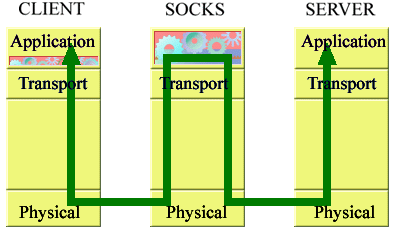 CLIENT SOCKS SERVER
Application Application
Transport Transport Transport
Physical Physical Physical